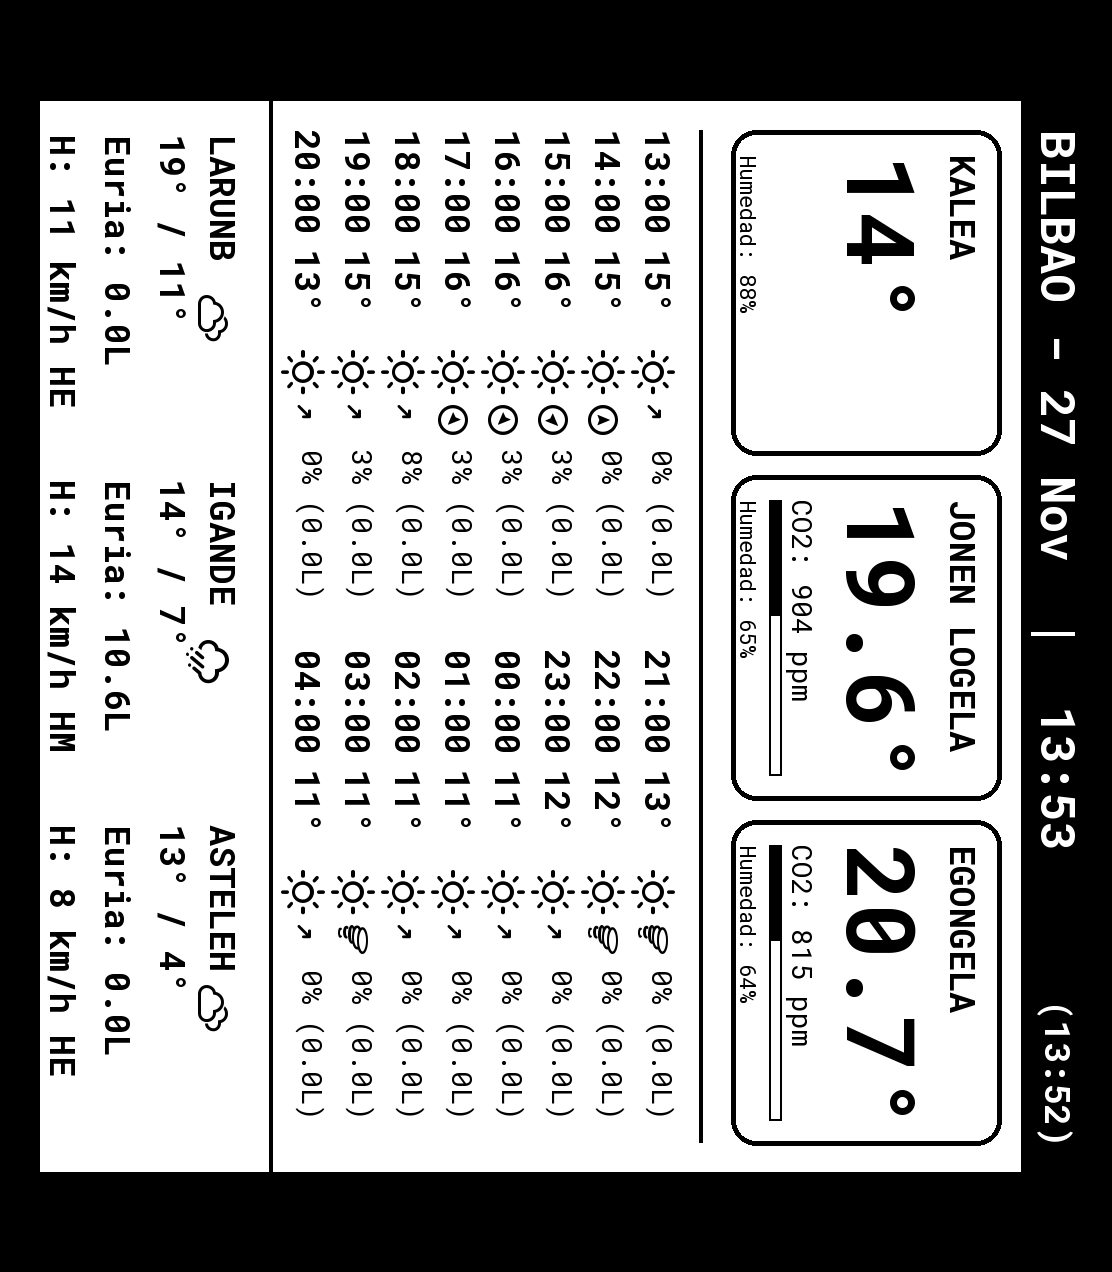 BILBAO - 27 Nov | 13:53 (13:52)
KALEA
14°
Humedad: 88%
JONEN LOGELA
19.6°
CO2: 904 ppm
Humedad: 65%
EGONGELA
20.7°
CO2: 815 ppm
Humedad: 64%
13:00 15° 0% (0.0L)
14:00 15° 0% (0.0L)
15:00 16° 3% (0.0L)
16:00 16° 3% (0.0L)
17:00 16° 3% (0.0L)
18:00 15° 8% (0.0L)
19:00 15° 3% (0.0L)
20:00 13° 0% (0.0L)
21:00 13° 0% (0.0L)
22:00 12° 0% (0.0L)
23:00 12° 0% (0.0L)
00:00 11° 0% (0.0L)
01:00 11° 0% (0.0L)
02:00 11° 0% (0.0L)
03:00 11° 0% (0.0L)
04:00 11° 0% (0.0L)
LARUNB
19° / 11°
Euria: 0.0L
H: 11 km/h HE
IGANDE
14° / 7°
Euria: 10.6L
H: 14 km/h HM
ASTELEH
13° / 4°
Euria: 0.0L
H: 8 km/h HE